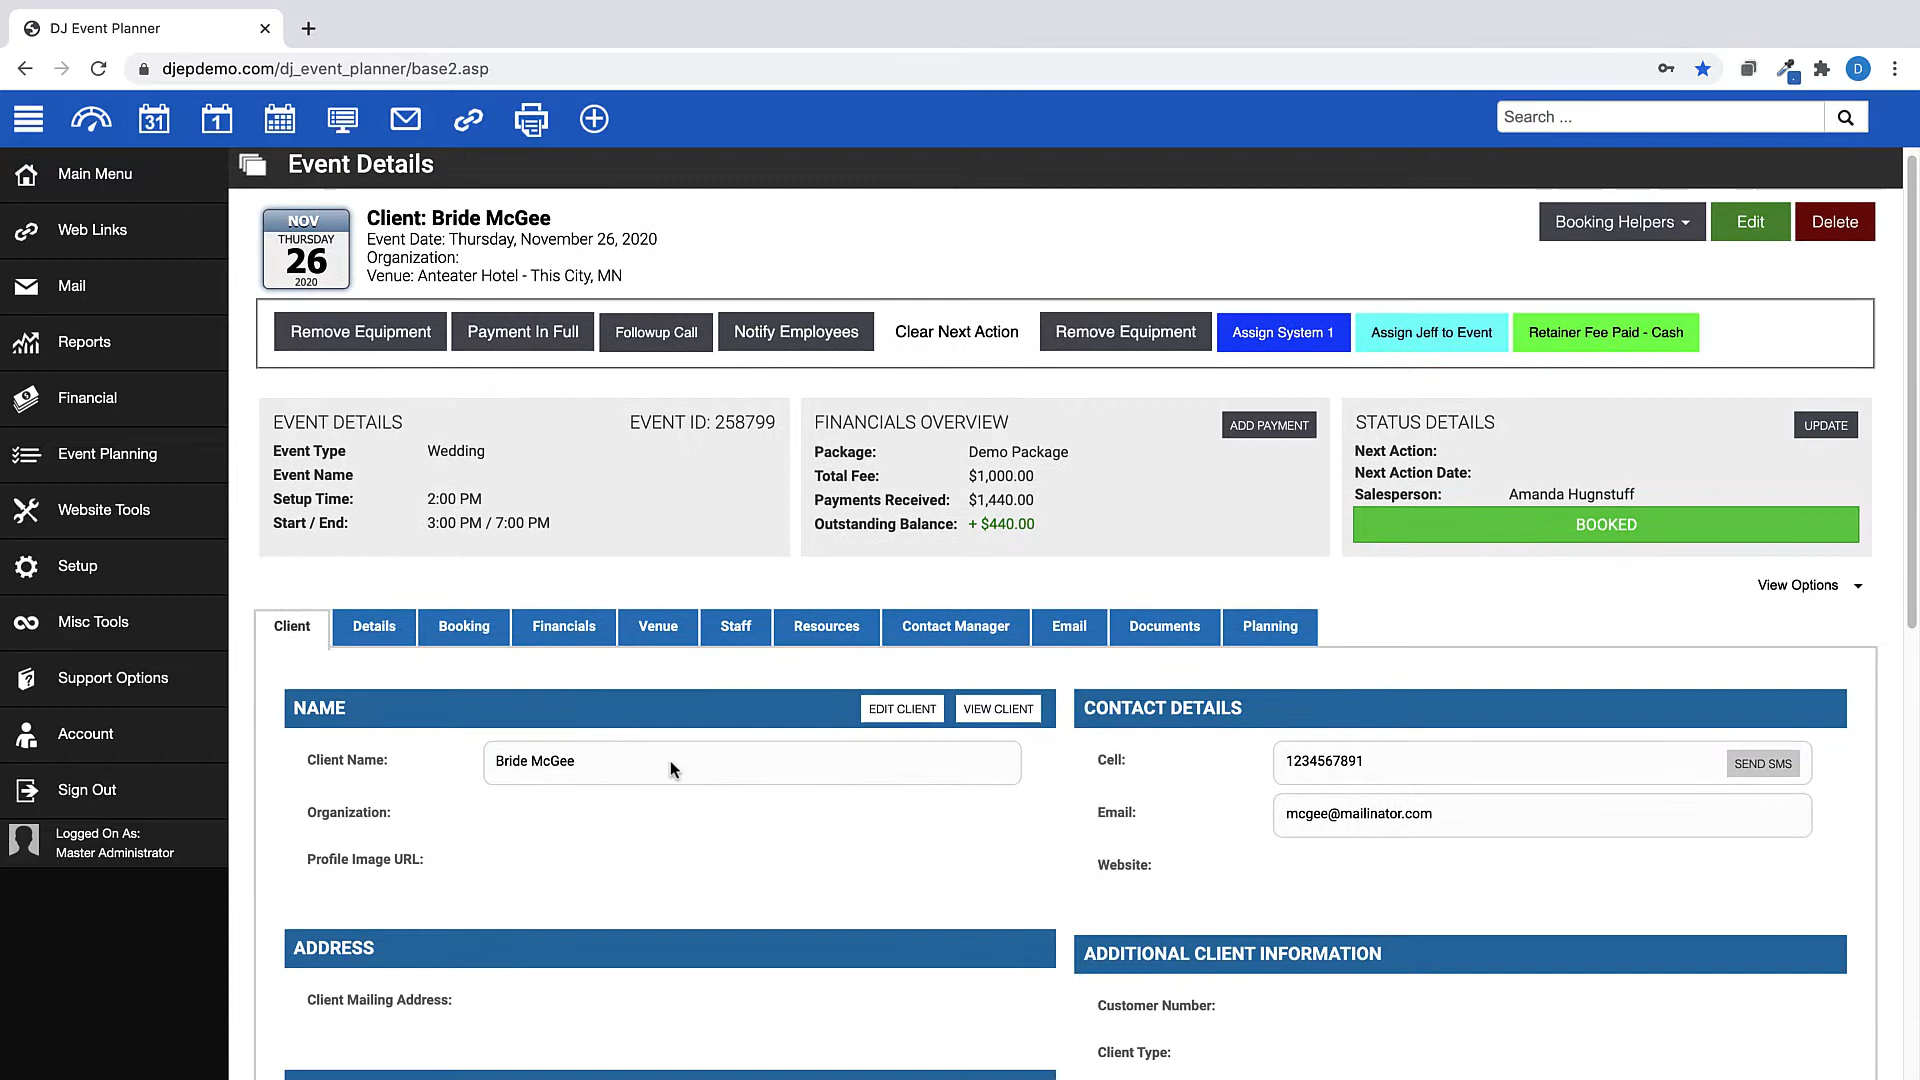 DJ Event Planner
djepdemo.com/dj_event_planner/base2.asp
D
31
1
Search ...
Main Menu
Web Links
Mail
Reports
Financial
Event Planning
Website Tools
Setup
Misc Tools
Support Options
Account
Sign Out
Logged On As:
Master Administrator
Event Details
NOV
THURSDAY
26
2020
Client: Bride McGee
Event Date: Thursday, November 26, 2020
Organization:
Venue: Anteater Hotel - This City, MN
Booking Helpers
Edit
Delete
Remove Equipment
Payment In Full
Followup Call
Notify Employees
Clear Next Action
Remove Equipment
Assign System 1
Assign Jeff to Event
Retainer Fee Paid - Cash
EVENT DETAILS
EVENT ID: 258799
Event Type Wedding
Event Name
Setup Time: 2:00 PM
Start / End: 3:00 PM / 7:00 PM
FINANCIALS OVERVIEW
ADD PAYMENT
Package: Demo Package
Total Fee: $1,000.00
Payments Received: $1,440.00
Outstanding Balance: + $440.00
STATUS DETAILS
UPDATE
Next Action:
Next Action Date:
Salesperson: Amanda Hugnstuff
BOOKED
View Options
Client
Details
Booking
Financials
Venue
Staff
Resources
Contact Manager
Email
Documents
Planning
NAME
EDIT CLIENT
VIEW CLIENT
Client Name: Bride McGee
Organization:
Profile Image URL:
CONTACT DETAILS
Cell: 1234567891
SEND SMS
Email: mcgee@mailinator.com
Website:
ADDRESS
Client Mailing Address:
ADDITIONAL CLIENT INFORMATION
Customer Number:
Client Type: